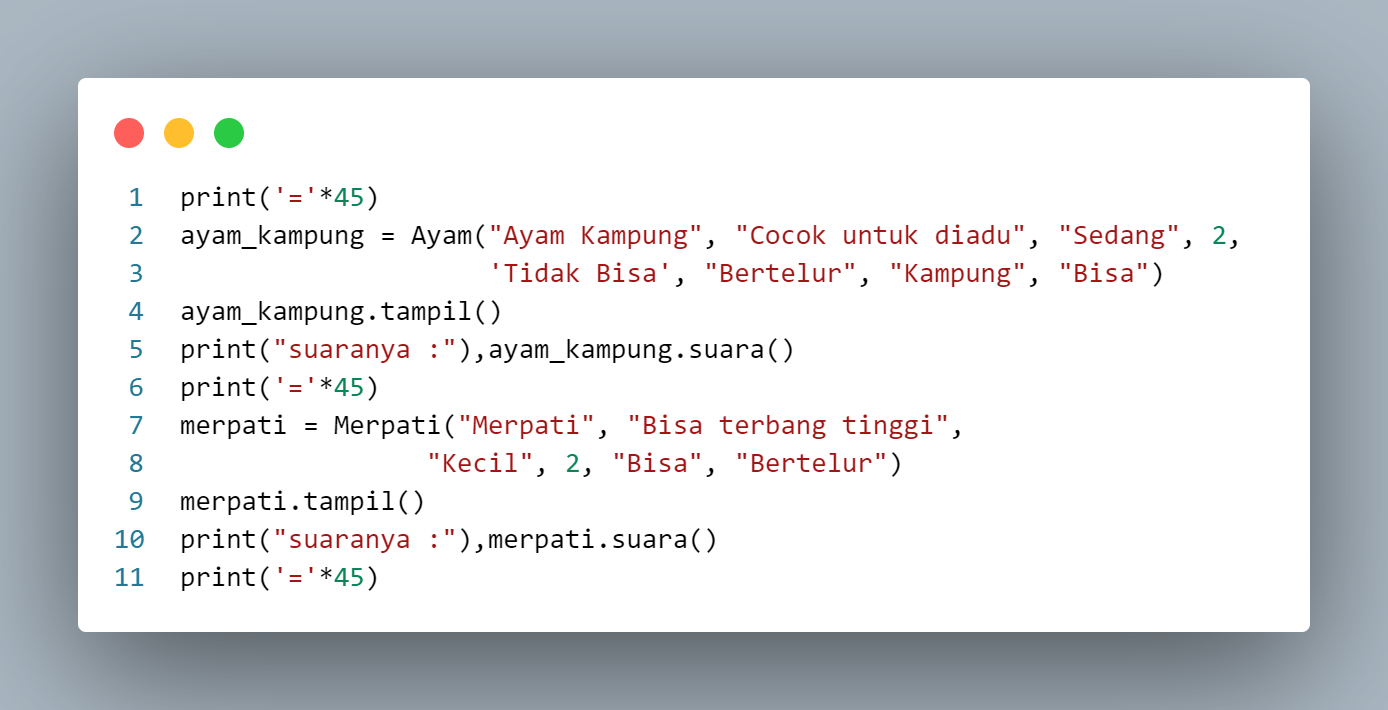 1 print('='*45)
2 ayam_kampung = Ayam("Ayam Kampung", "Cocok untuk diadu", "Sedang", 2,
3                     'Tidak Bisa', "Bertelur", "Kampung", "Bisa")
4 ayam_kampung.tampil()
5 print("suaranya :"),ayam_kampung.suara()
6 print('='*45)
7 merpati = Merpati("Merpati", "Bisa terbang tinggi",
8                 "Kecil", 2, "Bisa", "Bertelur")
9 merpati.tampil()
10 print("suaranya :"),merpati.suara()
11 print('='*45)